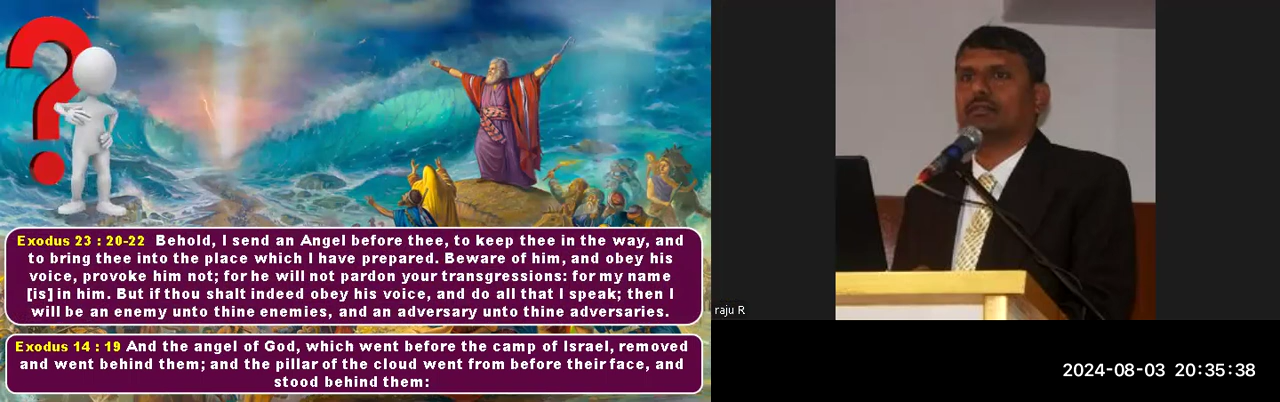 Exodus 23 : 20-22 Behold, I send an Angel before thee, to keep thee in the way, and
to bring thee into the place which I have prepared. Beware of him, and obey his
voice, provoke him not; for he will not pardon your transgressions: for my name
[is] in him. But if thou shalt indeed obey his voice, and do all that I speak; then I
will be an enemy unto thine enemies, and an adversary unto thine adversaries.
Exodus 14 : 19 And the angel of God, which went before the camp of Israel, removed
and went behind them; and the pillar of the cloud went from before their face, and
stood behind them:
raju R
2024-08-03 20:35:38